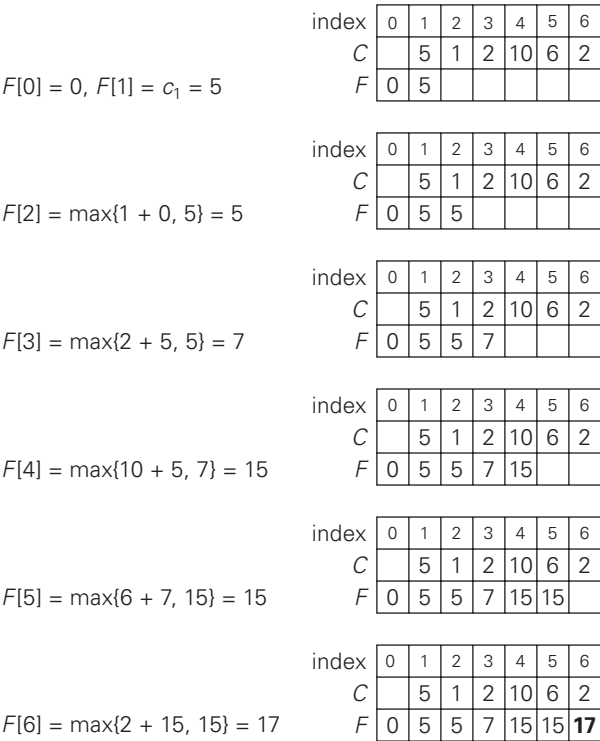 index 0 1 2 3 4 5 6
C 5 1 2 10 6 2
F[0] = 0, F[1] = c₁ = 5 F 0 5
index 0 1 2 3 4 5 6
C 5 1 2 10 6 2
F[2] = max{1 + 0, 5} = 5 F 0 5 5
index 0 1 2 3 4 5 6
C 5 1 2 10 6 2
F[3] = max{2 + 5, 5} = 7 F 0 5 5 7
index 0 1 2 3 4 5 6
C 5 1 2 10 6 2
F[4] = max{10 + 5, 7} = 15 F 0 5 5 7 15
index 0 1 2 3 4 5 6
C 5 1 2 10 6 2
F[5] = max{6 + 7, 15} = 15 F 0 5 5 7 15 15
index 0 1 2 3 4 5 6
C 5 1 2 10 6 2
F[6] = max{2 + 15, 15} = 17 F 0 5 5 7 15 15 17